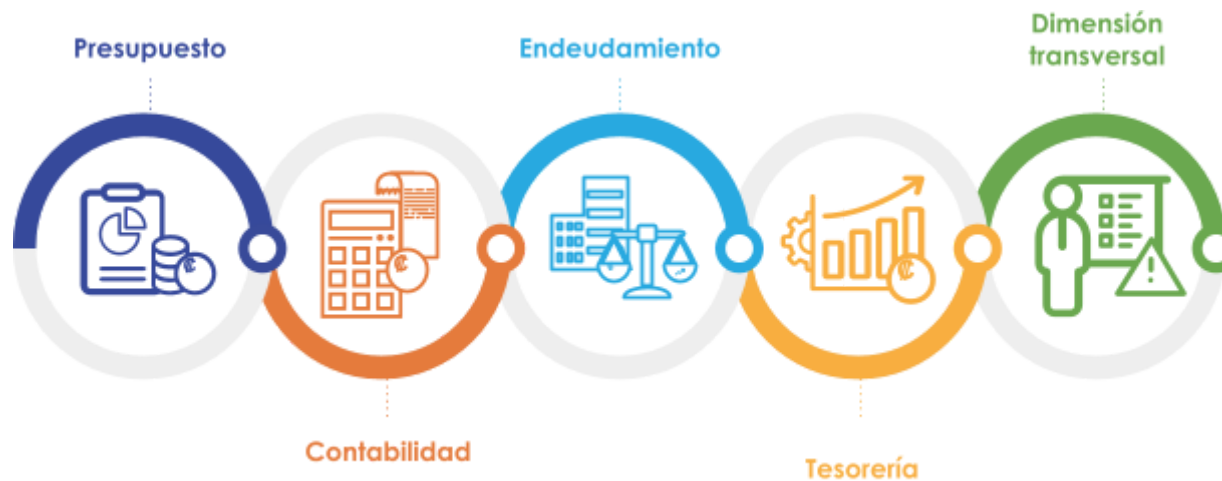 Presupuesto
Contabilidad
Endeudamiento
Tesorería
Dimensión
transversal